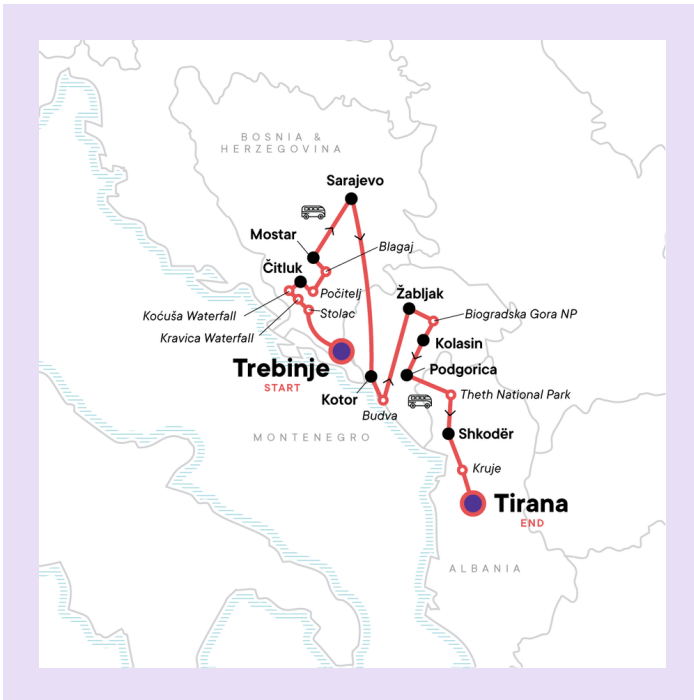 BOSNIA &
HERZEGOVINA
Sarajevo
Mostar
Blagaj
Čitluk
Počitelj
Žabljak
Koćuša Waterfall
Stolac
Biogradska Gora NP
Kravica Waterfall
Kolasin
Trebinje
START
Podgorica
Kotor
Theth National Park
Budva
MONTENEGRO
Shkodër
Kruje
Tirana
END
ALBANIA